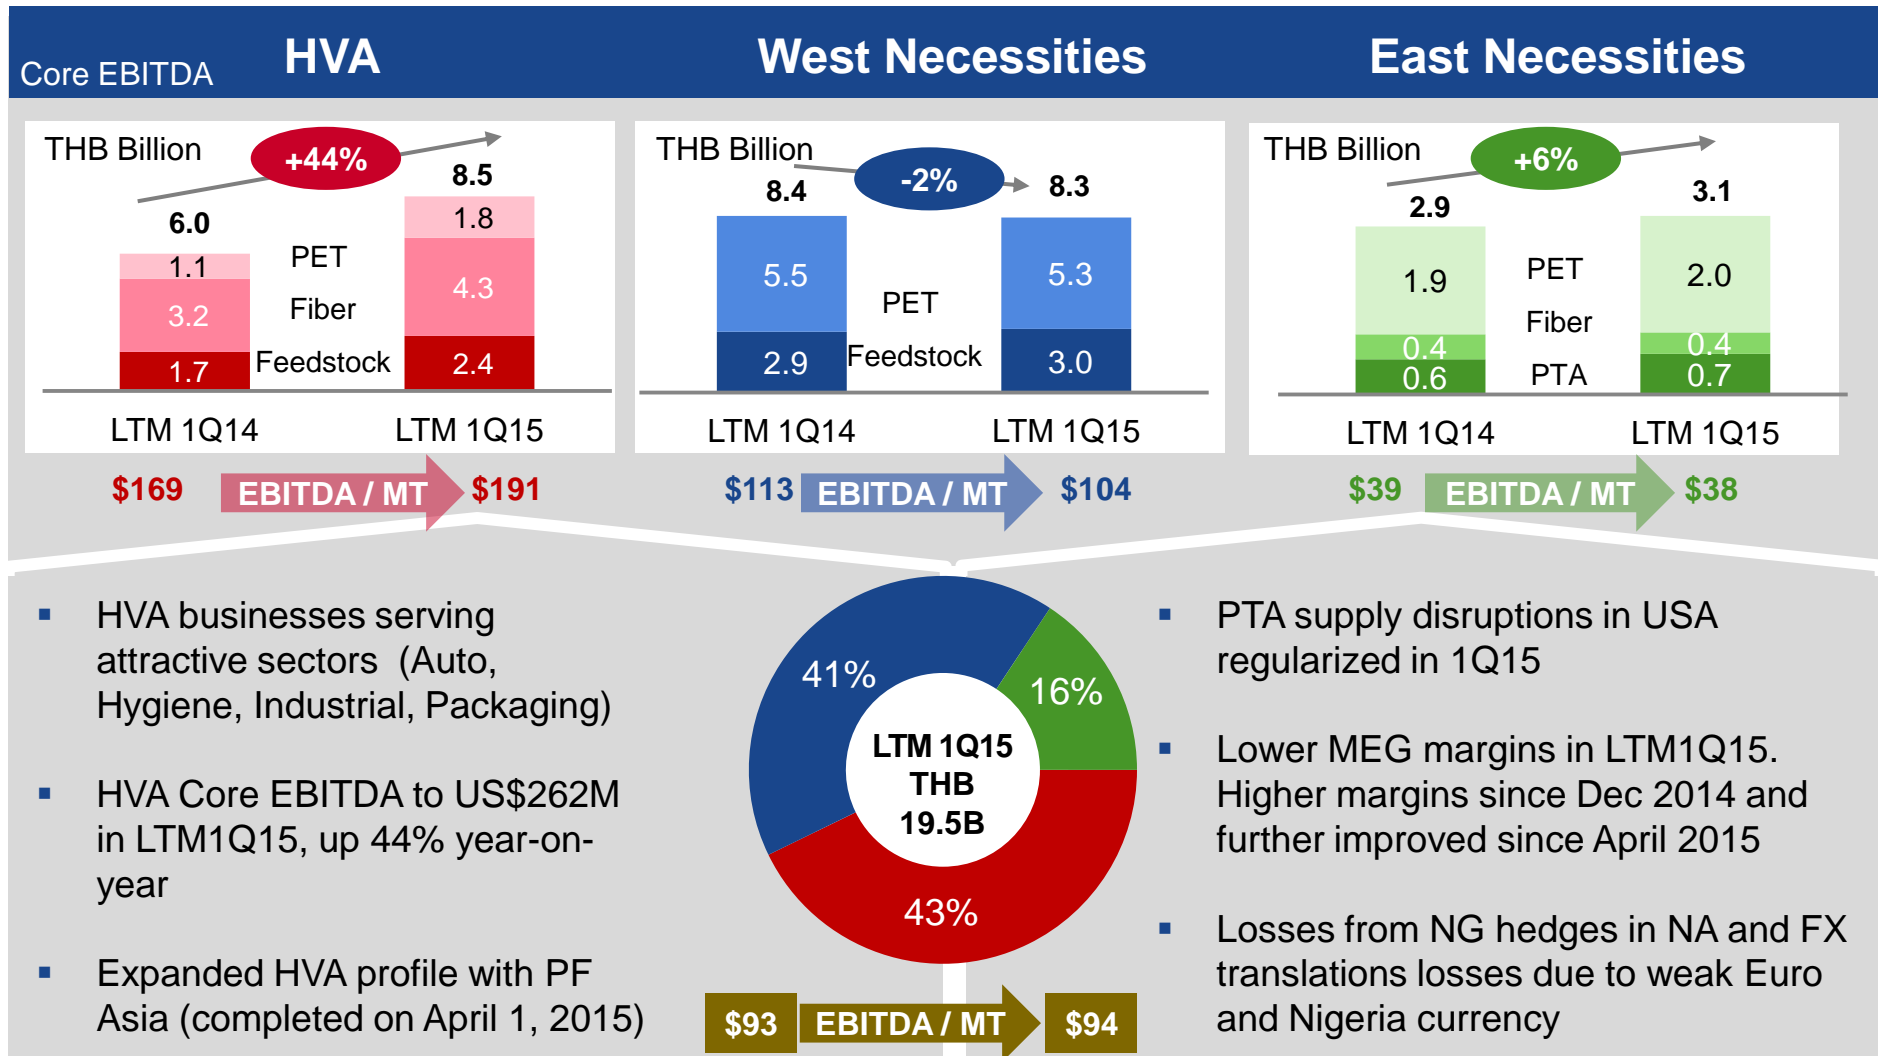 Core EBITDA
HVA
West Necessities
East Necessities
THB Billion
+44%
6.0
8.5
1.1
3.2
1.7
PET
Fiber
Feedstock
1.8
4.3
2.4
LTM 1Q14
LTM 1Q15
THB Billion
-2%
8.4
8.3
5.5
2.9
PET
Feedstock
5.3
3.0
LTM 1Q14
LTM 1Q15
THB Billion
+6%
2.9
3.1
1.9
0.4
0.6
PET
Fiber
PTA
2.0
0.4
0.7
LTM 1Q14
LTM 1Q15
$169
EBITDA / MT
$191
$113
EBITDA / MT
$104
$39
EBITDA / MT
$38
▪ HVA businesses serving
attractive sectors (Auto,
Hygiene, Industrial, Packaging)
▪ HVA Core EBITDA to US$262M
in LTM1Q15, up 44% year-on-
year
▪ Expanded HVA profile with PF
Asia (completed on April 1, 2015)
41%
16%
43%
LTM 1Q15
THB
19.5B
$93
EBITDA / MT
$94
▪ PTA supply disruptions in USA
regularized in 1Q15
▪ Lower MEG margins in LTM1Q15.
Higher margins since Dec 2014 and
further improved since April 2015
▪ Losses from NG hedges in NA and FX
translations losses due to weak Euro
and Nigeria currency